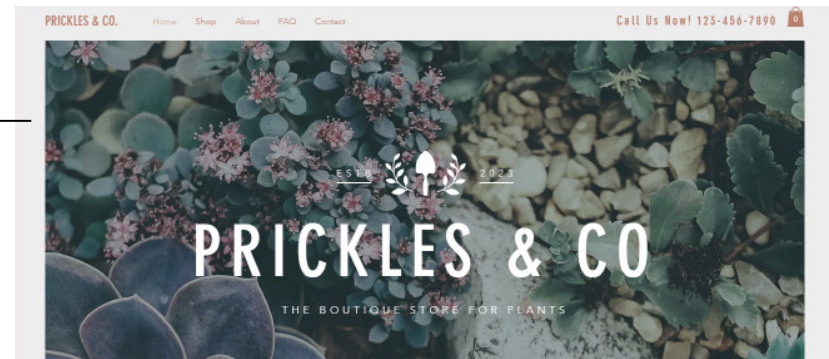 PRICKLES & CO. Home Shop About FAQ Contact Call Us Now! 123-456-7890 0
ESTB 2023
PRICKLES & CO
THE BOUTIQUE STORE FOR PLANTS